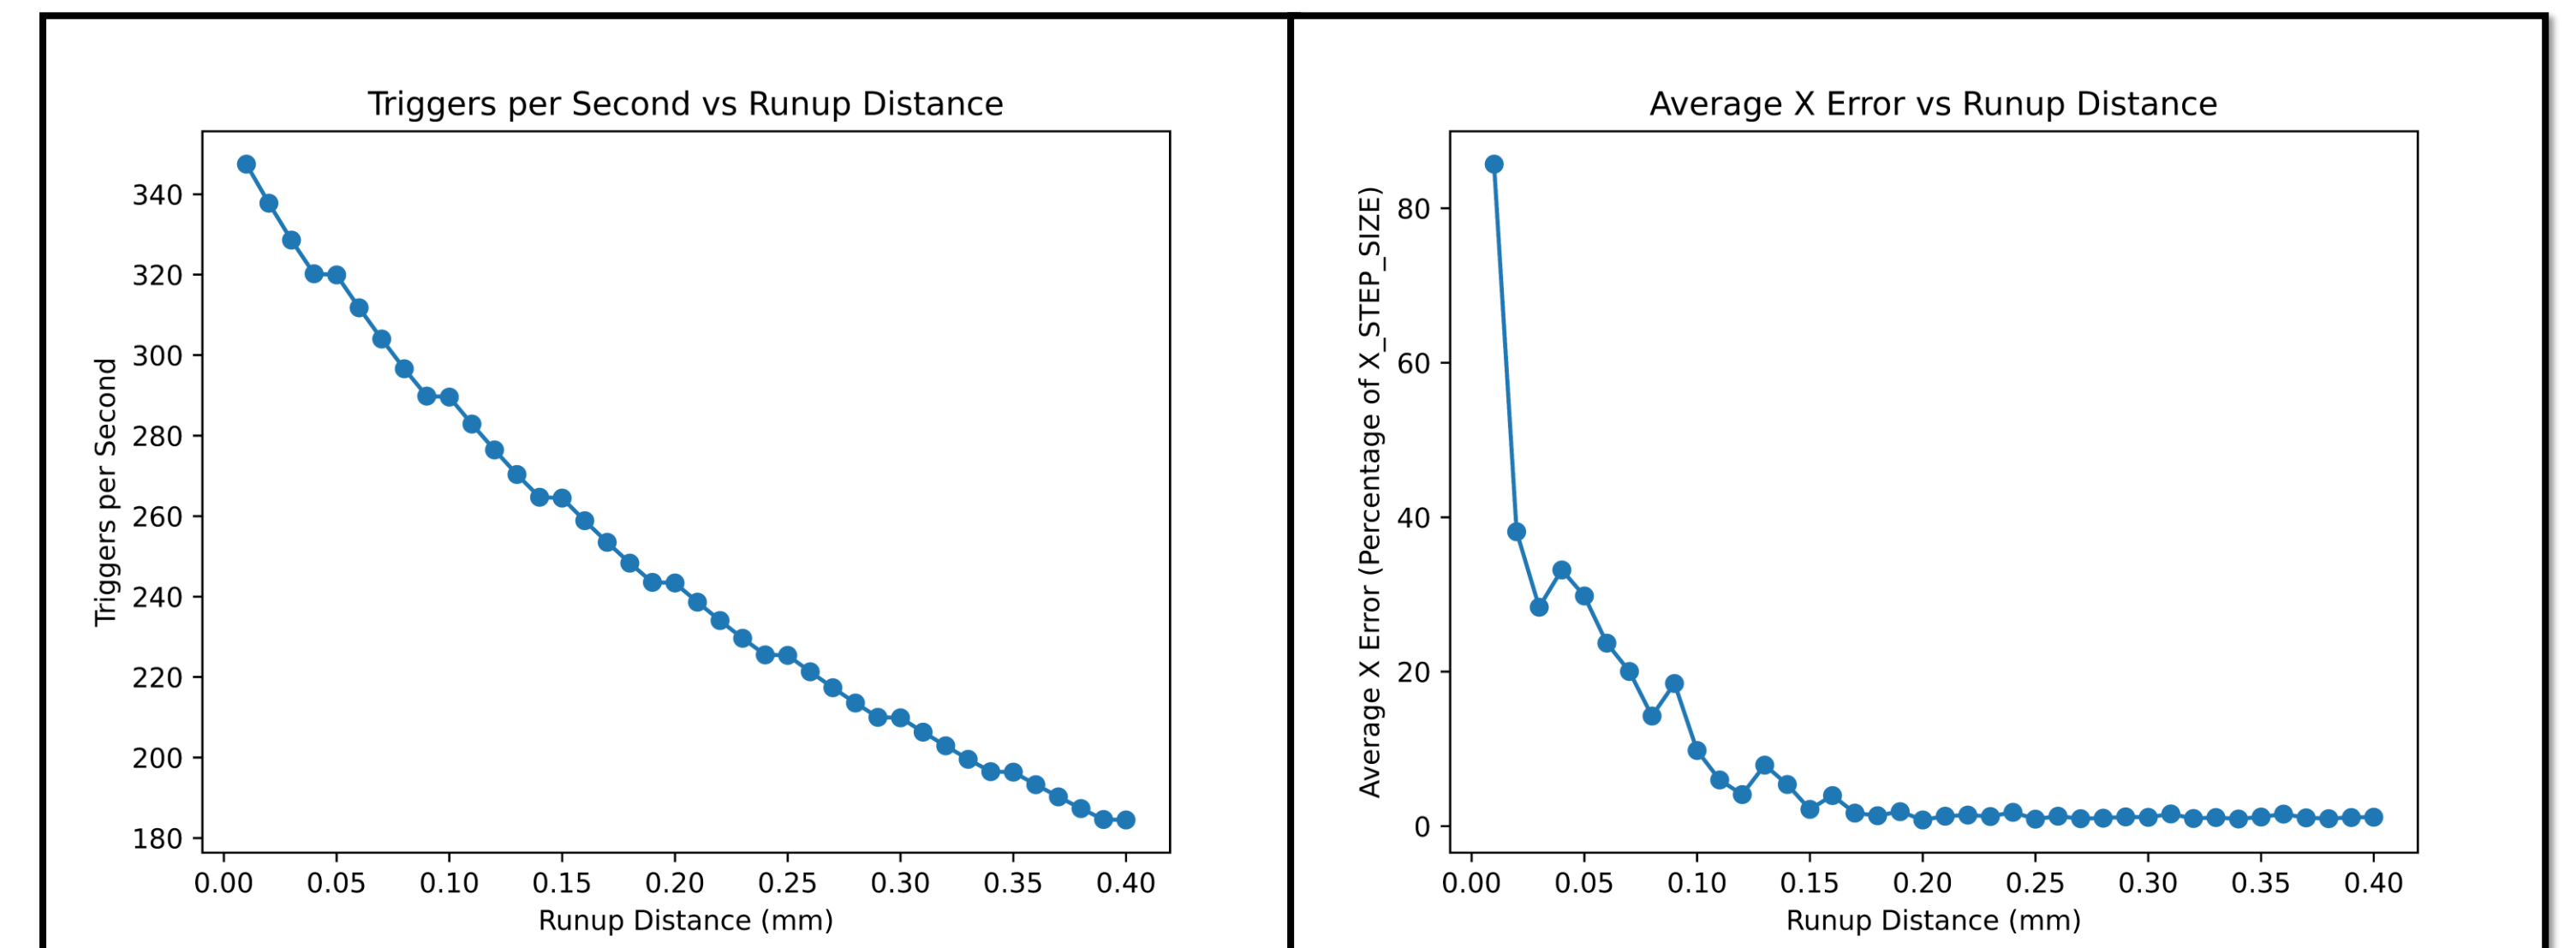 Triggers per Second vs Runup Distance
Triggers per Second
340
320
300
280
260
240
220
200
180
0.00 0.05 0.10 0.15 0.20 0.25 0.30 0.35 0.40
Runup Distance (mm)
Average X Error vs Runup Distance
Average X Error (Percentage of X_STEP_SIZE)
80
60
40
20
0
0.00 0.05 0.10 0.15 0.20 0.25 0.30 0.35 0.40
Runup Distance (mm)